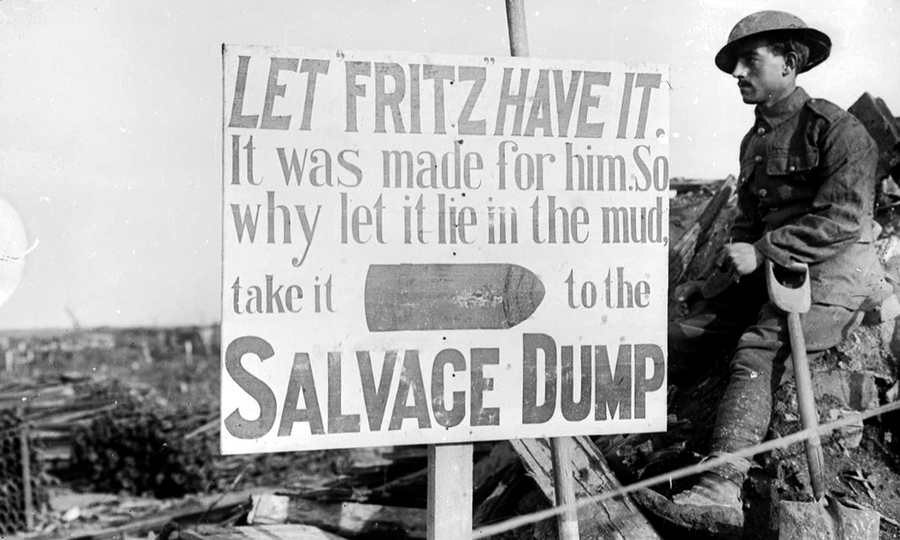 LET "FRITZ" HAVE IT.
It was made for him. So
why let it lie in the mud,
take it to the
SALVAGE DUMP